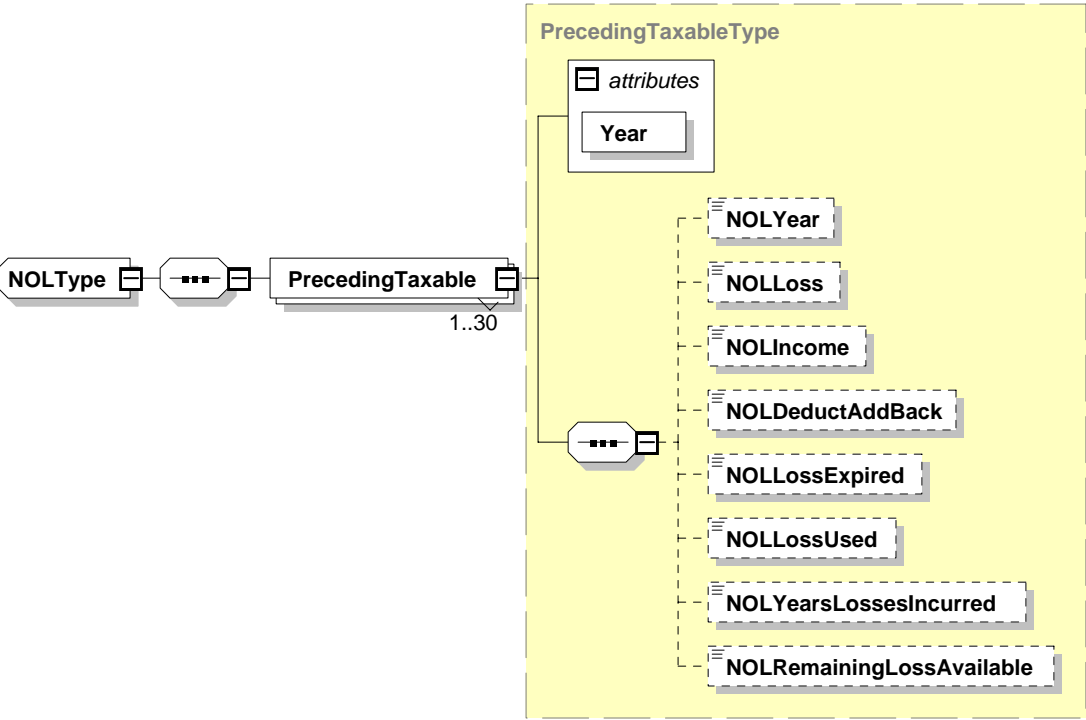 PrecedingTaxableType
attributes
Year
NOLType
PrecedingTaxable
1..30
NOLYear
NOLLoss
NOLIncome
NOLDeductAddBack
NOLLossExpired
NOLLossUsed
NOLYearsLossesIncurred
NOLRemainingLossAvailable